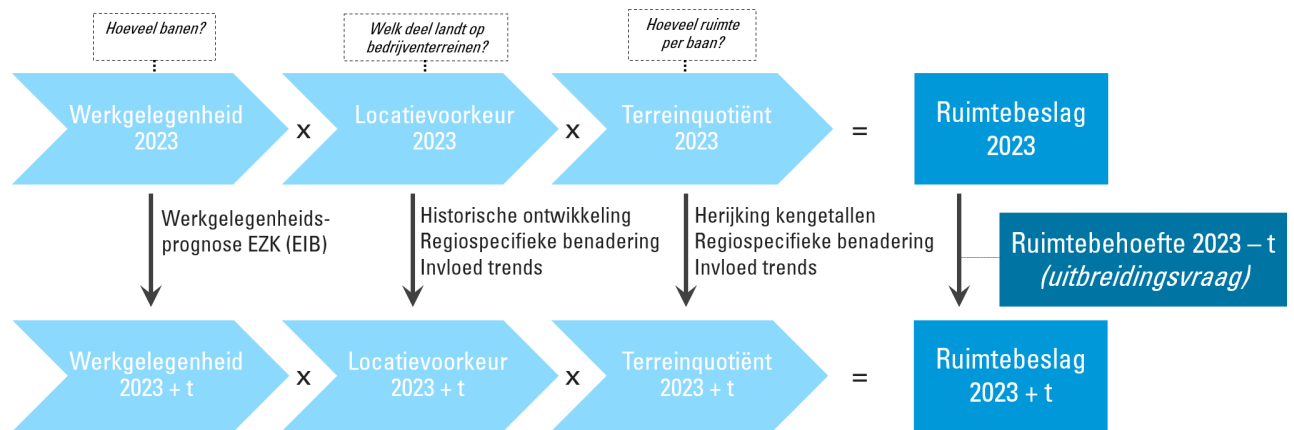 Hoeveel banen?
Welk deel landt op
bedrijventerreinen?
Hoeveel ruimte
per baan?
Werkgelegenheid
2023
x
Locatievoorkeur
2023
x
Terreinquotiënt
2023
=
Ruimtebeslag
2023
Werkgelegenheids-
prognose EZK (EIB)
Historische ontwikkeling
Regiospecifieke benadering
Invloed trends
Herijking kengetallen
Regiospecifieke benadering
Invloed trends
Ruimtebehoefte 2023 – t
(uitbreidingsvraag)
Werkgelegenheid
2023 + t
x
Locatievoorkeur
2023 + t
x
Terreinquotiënt
2023 + t
=
Ruimtebeslag
2023 + t